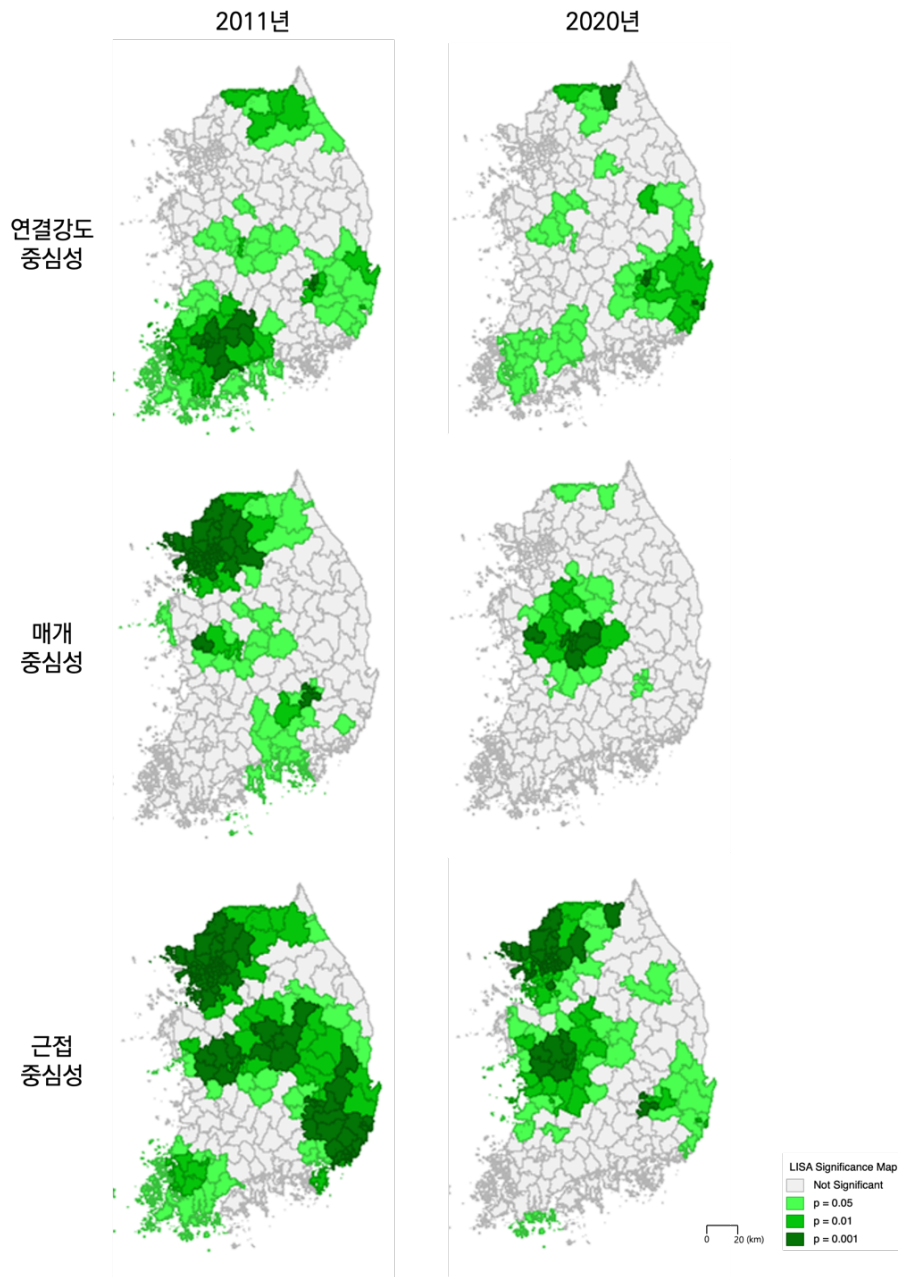 2011년
2020년
연결강도
중심성
매개
중심성
근접
중심성
LISA Significance Map
Not Significant
p = 0.05
p = 0.01
p = 0.001
0 20 (km)